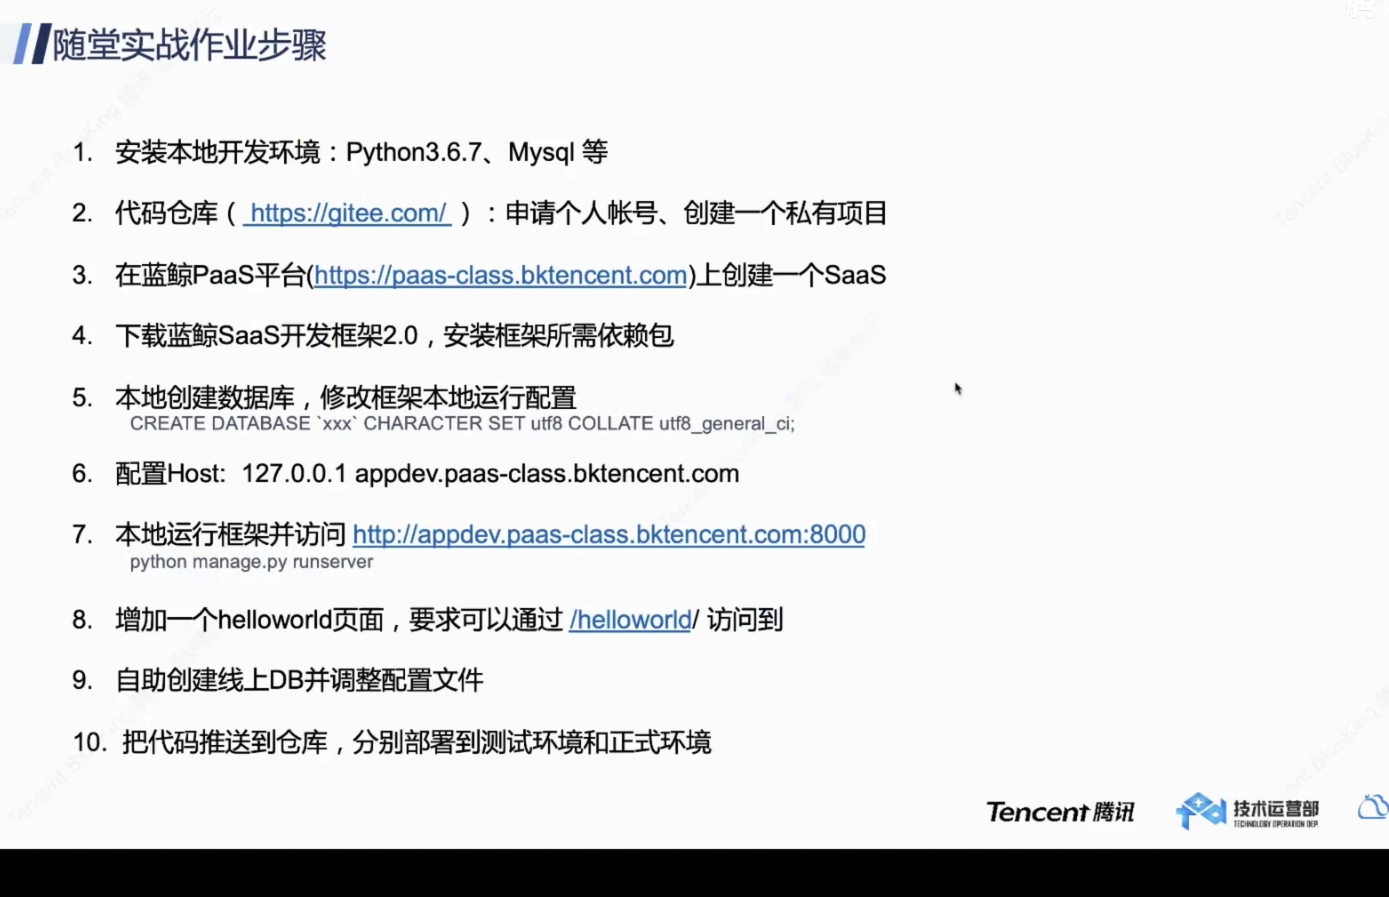 随堂实战作业步骤
1. 安装本地开发环境：Python3.6.7、Mysql 等
2. 代码仓库（ https://gitee.com/ ）：申请个人帐号、创建一个私有项目
3. 在蓝鲸PaaS平台(https://paas-class.bktencent.com)上创建一个SaaS
4. 下载蓝鲸SaaS开发框架2.0，安装框架所需依赖包
5. 本地创建数据库，修改框架本地运行配置
CREATE DATABASE `xxx` CHARACTER SET utf8 COLLATE utf8_general_ci;
6. 配置Host: 127.0.0.1 appdev.paas-class.bktencent.com
7. 本地运行框架并访问 http://appdev.paas-class.bktencent.com:8000
python manage.py runserver
8. 增加一个helloworld页面，要求可以通过 /helloworld/ 访问到
9. 自助创建线上DB并调整配置文件
10. 把代码推送到仓库，分别部署到测试环境和正式环境
Tencent 腾讯
技术运营部
TECHNOLOGY OPERATION DEP.